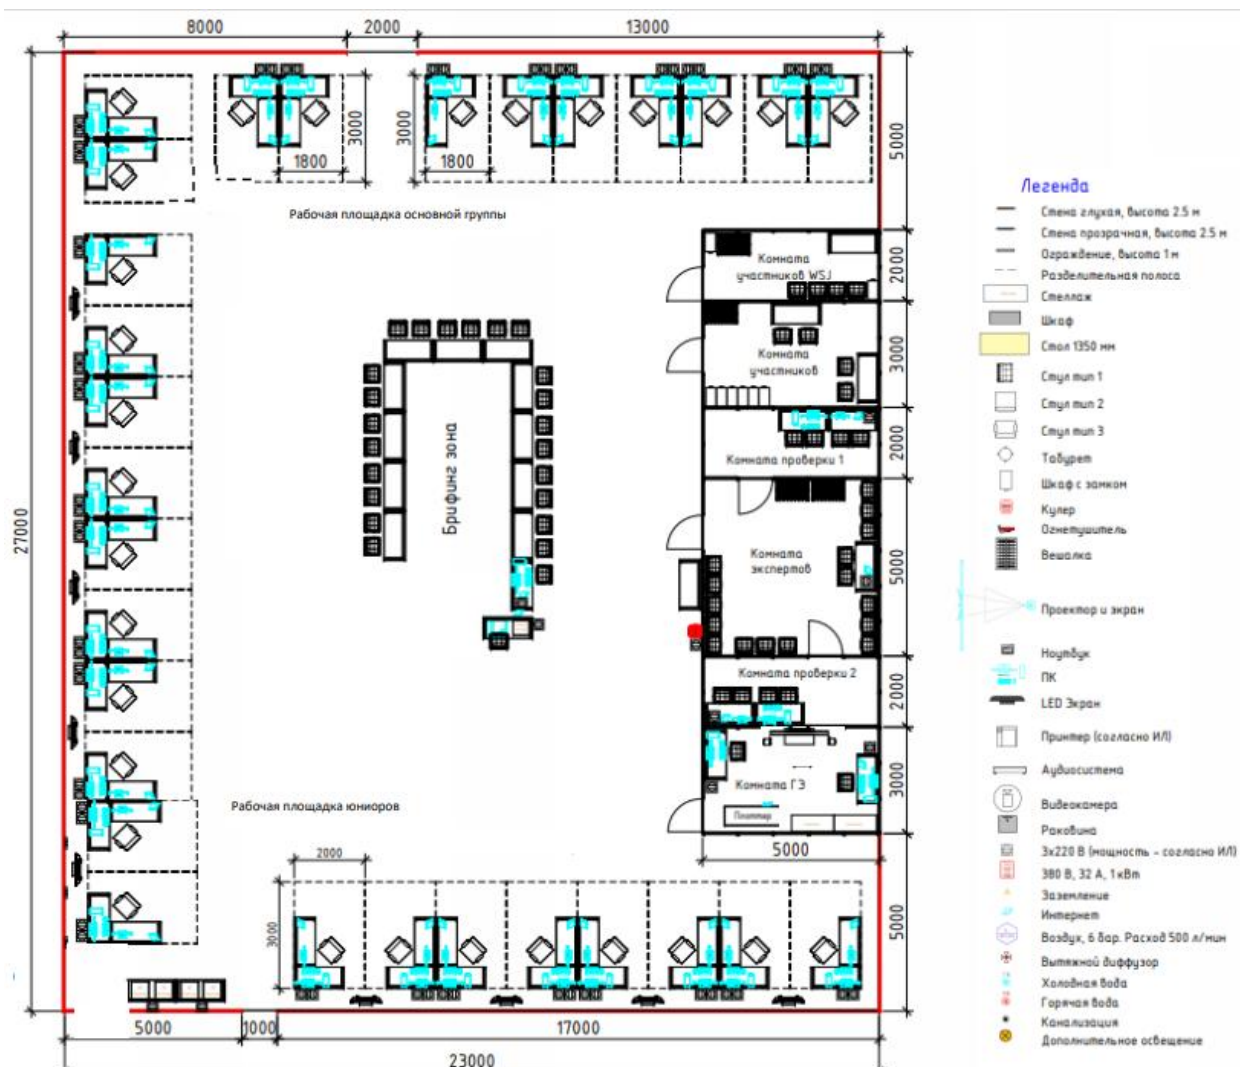 8000
2000
13000
3000
1800
3000
1800
5000
Рабочая площадка основной группы
27000
Комната
участников WSJ
2000
Комната
участников
3000
Комната проверки 1
2000
Брифинг зона
Комната
экспертов
5000
Комната проверки 2
2000
Комната ГЭ
Плоттер
3000
5000
Рабочая площадка юниоров
2000
3000
5000
5000
1000
17000
23000
Легенда
Стена глухая, высота 2.5 м
Стена прозрачная, высота 2.5 м
Ограждение, высота 1 м
Разделительная полоса
Стеллаж
Шкаф
Стол 1350 мм
Стул тип 1
Стул тип 2
Стул тип 3
Табурет
Шкаф с замком
Кулер
Огнетушитель
Вешалка
Проектор и экран
Ноутбук
ПК
LED Экран
Принтер (согласно ИЛ)
Аудиосистема
Видеокамера
Раковина
3х220 В (мощность - согласно ИЛ)
380 В, 32 А, 1 кВт
Заземление
Интернет
Воздух, 6 бар. Расход 500 л/мин
Вытяжной диффузор
Холодная вода
Горячая вода
Канализация
Дополнительное освещение